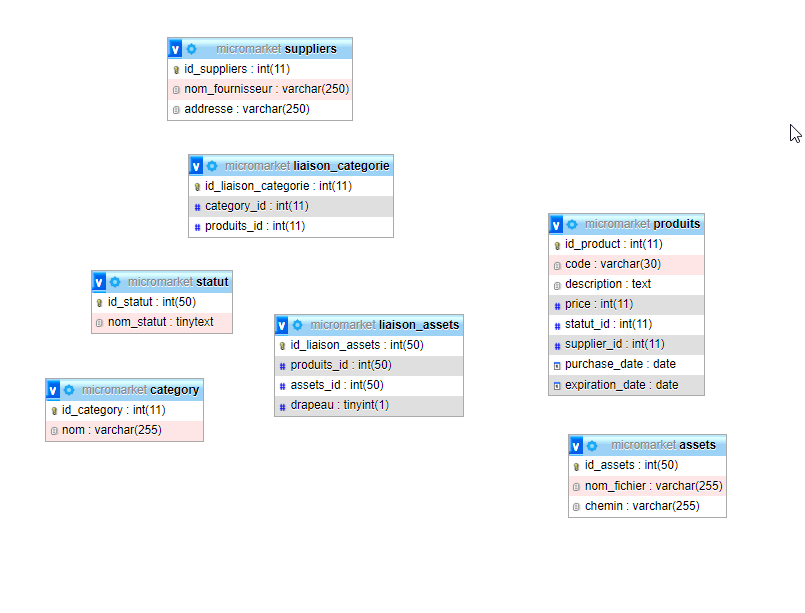 v micromarket suppliers
id_suppliers : int(11)
nom_fournisseur : varchar(250)
addresse : varchar(250)
v micromarket liaison_categorie
id_liaison_categorie : int(11)
# category_id : int(11)
# produits_id : int(11)
v micromarket produits
id_product : int(11)
code : varchar(30)
description : text
# price : int(11)
# statut_id : int(11)
# supplier_id : int(11)
purchase_date : date
expiration_date : date
v micromarket statut
id_statut : int(50)
nom_statut : tinytext
v micromarket liaison_assets
id_liaison_assets : int(50)
# produits_id : int(50)
# assets_id : int(50)
# drapeau : tinyint(1)
v micromarket category
id_category : int(11)
nom : varchar(255)
v micromarket assets
id_assets : int(50)
nom_fichier : varchar(255)
chemin : varchar(255)